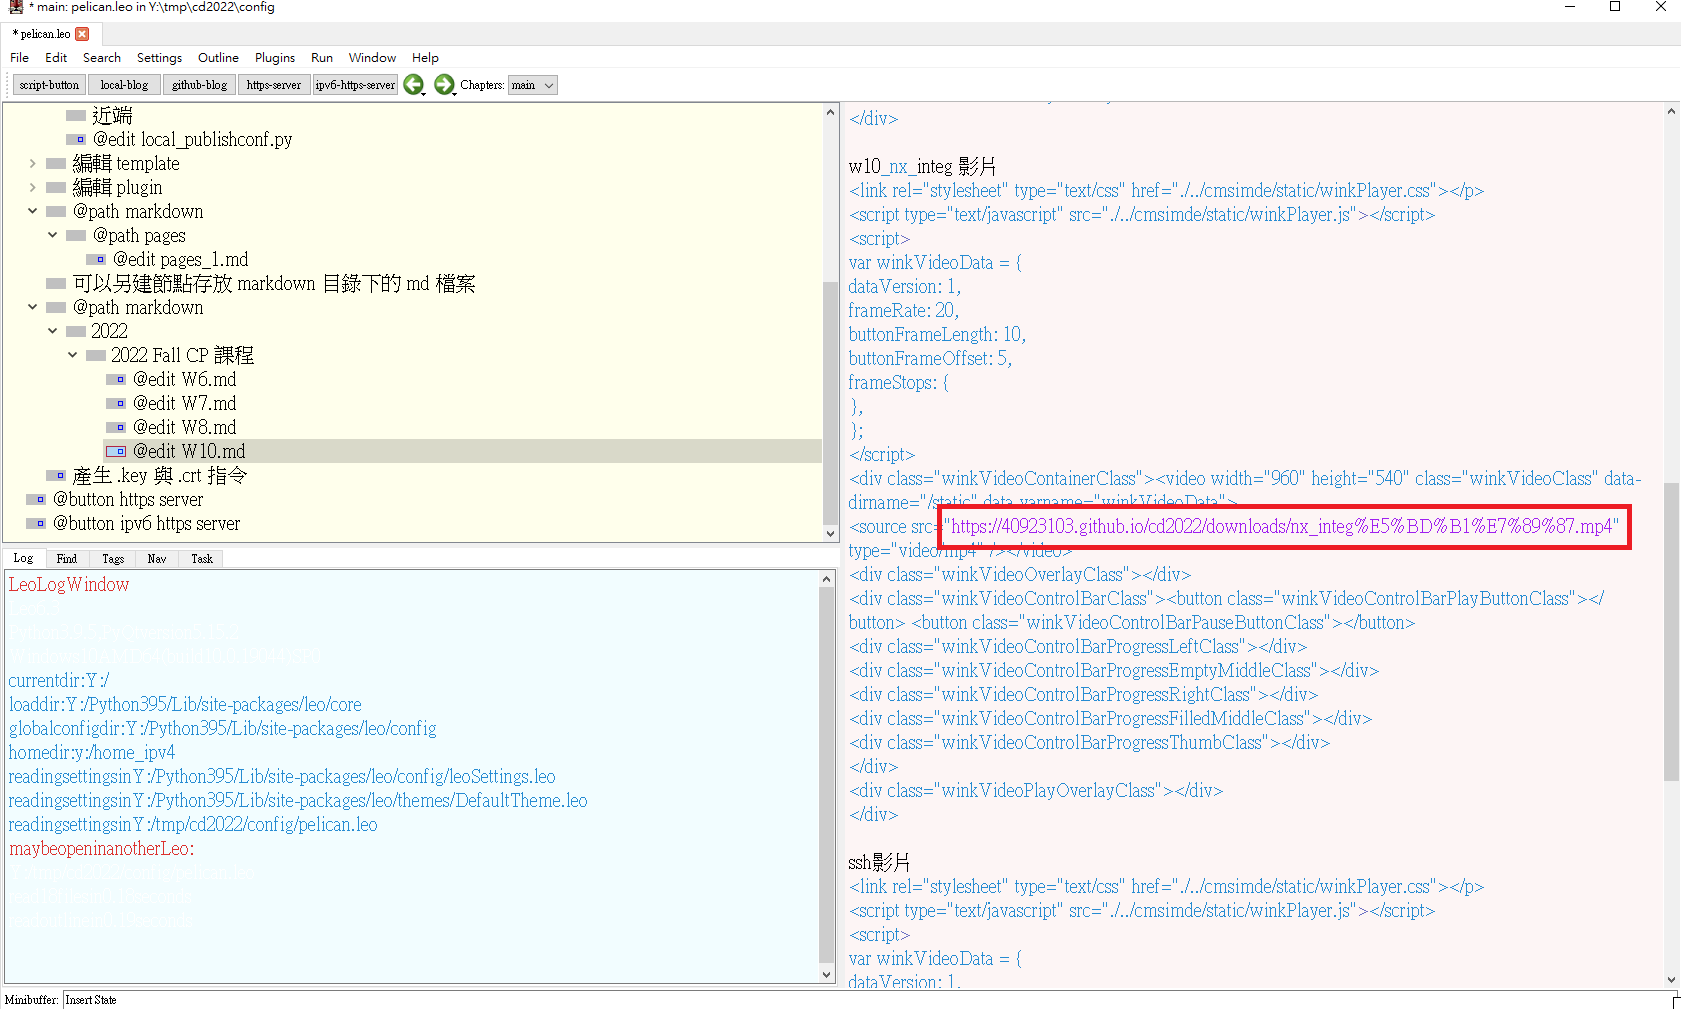 * main: pelican.leo in Y:\tmp\cd2022\config
* pelican.leo
File Edit Search Settings Outline Plugins Run Window Help
script-button local-blog github-blog https-server ipv6-https-server Chapters: main
近端
@edit local_publishconf.py
編輯 template
編輯 plugin
@path markdown
@path pages
@edit pages_1.md
可以另建節點存放 markdown 目錄下的 md 檔案
@path markdown
2022
2022 Fall CP 課程
@edit W6.md
@edit W7.md
@edit W8.md
@edit W10.md
產生 .key 與 .crt 指令
@button https server
@button ipv6 https server
Log Find Tags Nav Task
LeoLogWindow
currentdir:Y:/
loaddir:Y:/Python395/Lib/site-packages/leo/core
globalconfigdir:Y:/Python395/Lib/site-packages/leo/config
homedir:y:/home_ipv4
readingsettingsinY:/Python395/Lib/site-packages/leo/config/leoSettings.leo
readingsettingsinY:/Python395/Lib/site-packages/leo/themes/DefaultTheme.leo
readingsettingsinY:/tmp/cd2022/config/pelican.leo
maybeopeninanotherLeo:
</div>
w10_nx_integ 影片
<link rel="stylesheet" type="text/css" href="./../cmsimde/static/winkPlayer.css"></p>
<script type="text/javascript" src="./../cmsimde/static/winkPlayer.js"></script>
<script>
var winkVideoData = {
dataVersion: 1,
frameRate: 20,
buttonFrameLength: 10,
buttonFrameOffset: 5,
frameStops: {
},
};
</script>
<div class="winkVideoContainerClass"><video width="960" height="540" class="winkVideoClass" data-
dirname="/static" data-varname="winkVideoData">
<source src="https://40923103.github.io/cd2022/downloads/nx_integ%E5%BD%B1%E7%89%87.mp4"
type="video/mp4" /></video>
<div class="winkVideoOverlayClass"></div>
<div class="winkVideoControlBarClass"><button class="winkVideoControlBarPlayButtonClass"></
button> <button class="winkVideoControlBarPauseButtonClass"></button>
<div class="winkVideoControlBarProgressLeftClass"></div>
<div class="winkVideoControlBarProgressEmptyMiddleClass"></div>
<div class="winkVideoControlBarProgressRightClass"></div>
<div class="winkVideoControlBarProgressFilledMiddleClass"></div>
<div class="winkVideoControlBarProgressThumbClass"></div>
</div>
<div class="winkVideoPlayOverlayClass"></div>
</div>
ssh影片
<link rel="stylesheet" type="text/css" href="./../cmsimde/static/winkPlayer.css"></p>
<script type="text/javascript" src="./../cmsimde/static/winkPlayer.js"></script>
<script>
var winkVideoData = {
dataVersion: 1,
Minibuffer: Insert State